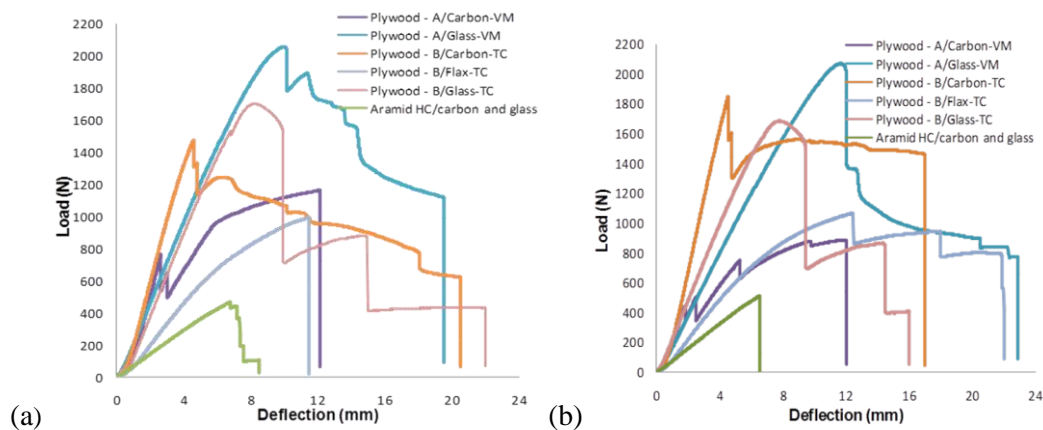 2200
2000
1800
1600
1400
1200
1000
800
600
400
200
0
Load (N)
0 4 8 12 16 20 24
Deflection (mm)
Plywood - A/Carbon-VM
Plywood - A/Glass-VM
Plywood - B/Carbon-TC
Plywood - B/Flax-TC
Plywood - B/Glass-TC
Aramid HC/carbon and glass
(a)
2200
2000
1800
1600
1400
1200
1000
800
600
400
200
0
Load (N)
0 4 8 12 16 20 24
Deflection (mm)
Plywood - A/Carbon-VM
Plywood - A/Glass-VM
Plywood - B/Carbon-TC
Plywood - B/Flax-TC
Plywood - B/Glass-TC
Aramid HC/carbon and glass
(b)